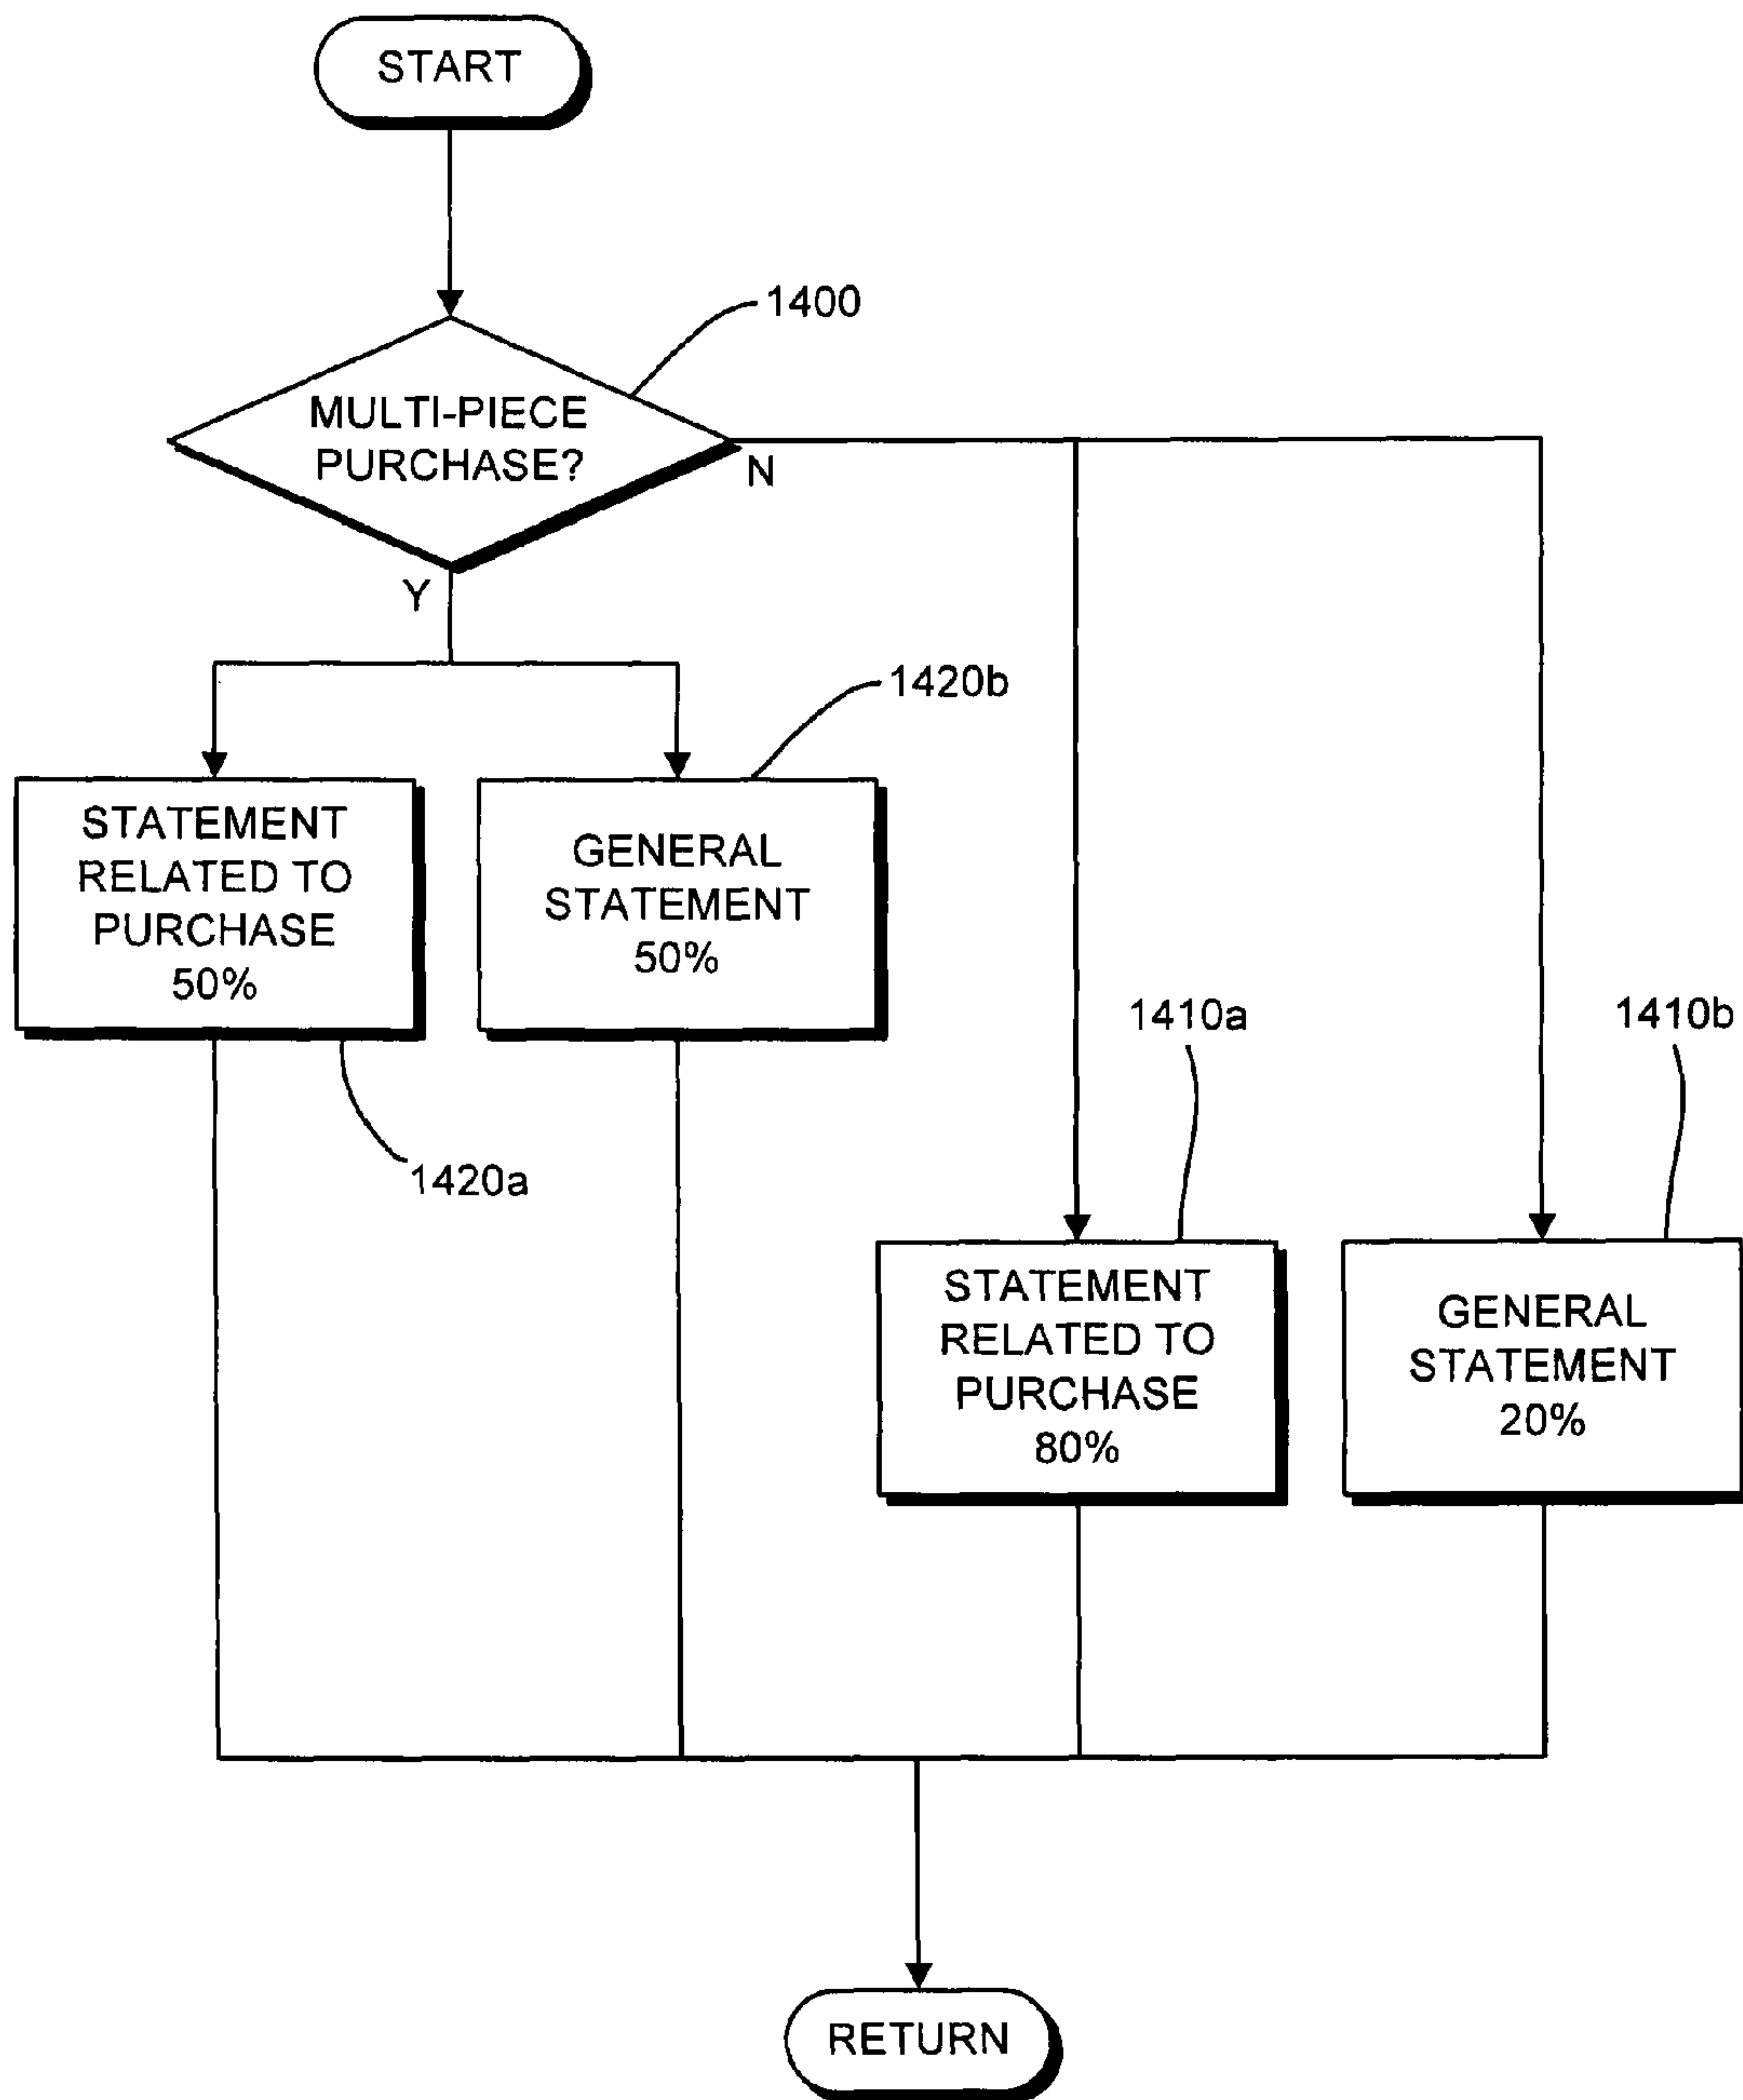 START
1400
MULTI-PIECE
PURCHASE?
N
Y
1420b
STATEMENT
RELATED TO
PURCHASE
50%
GENERAL
STATEMENT
50%
1420a
1410a
1410b
STATEMENT
RELATED TO
PURCHASE
80%
GENERAL
STATEMENT
20%
RETURN